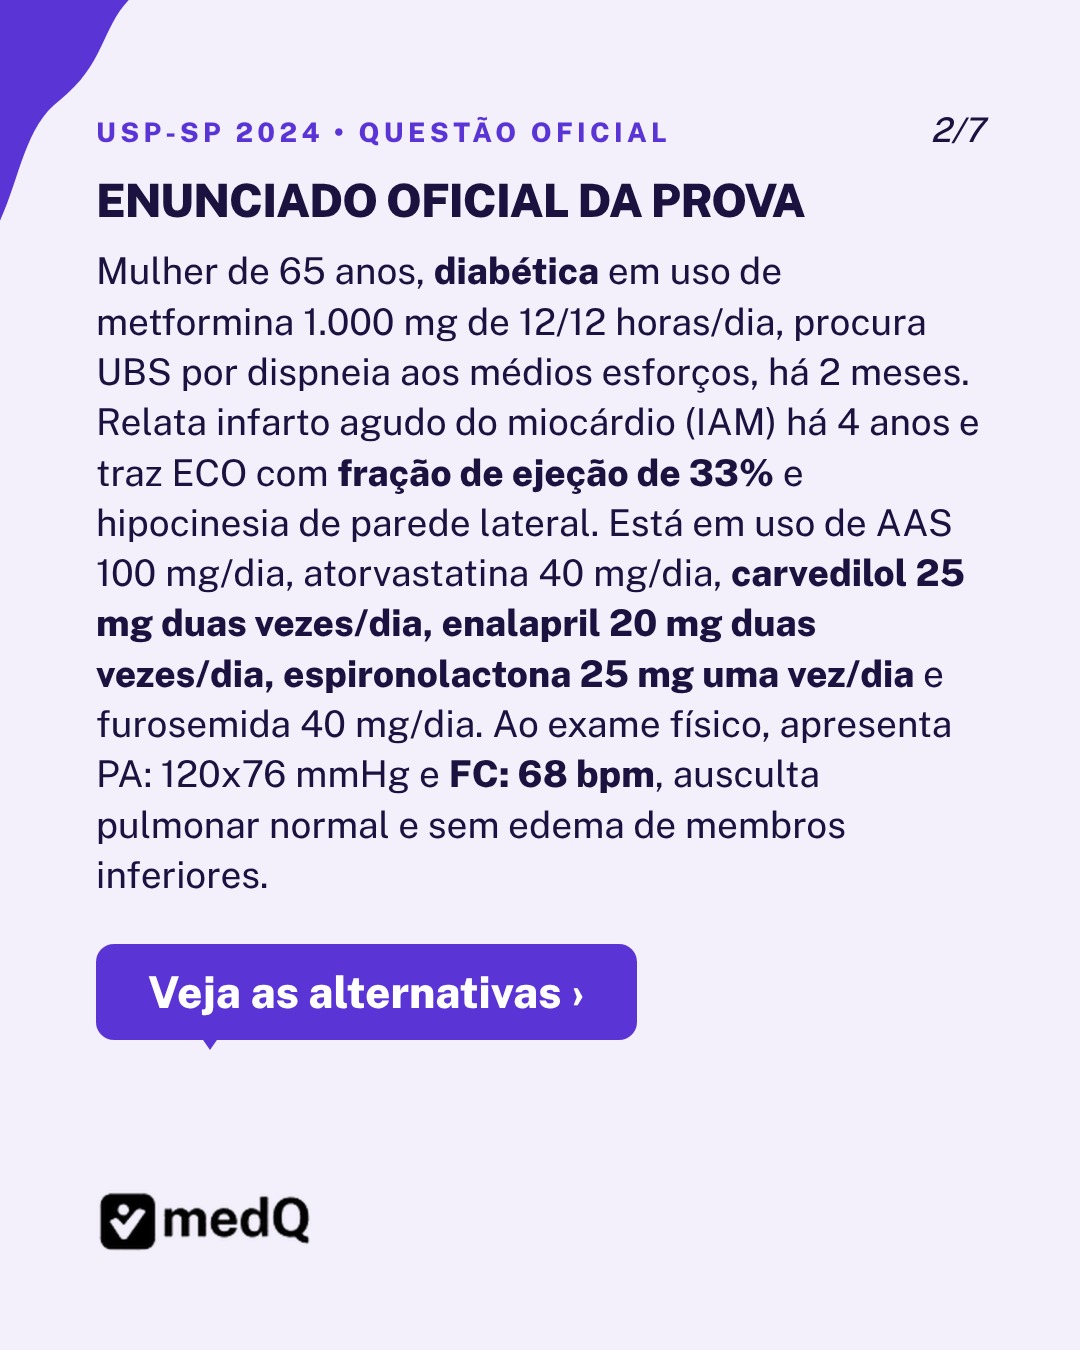 USP-SP 2024 • QUESTÃO OFICIAL
2/7
ENUNCIADO OFICIAL DA PROVA
Mulher de 65 anos, diabética em uso de
metformina 1.000 mg de 12/12 horas/dia, procura
UBS por dispneia aos médios esforços, há 2 meses.
Relata infarto agudo do miocárdio (IAM) há 4 anos e
traz ECO com fração de ejeção de 33% e
hipocinesia de parede lateral. Está em uso de AAS
100 mg/dia, atorvastatina 40 mg/dia, carvedilol 25
mg duas vezes/dia, enalapril 20 mg duas
vezes/dia, espironolactona 25 mg uma vez/dia e
furosemida 40 mg/dia. Ao exame físico, apresenta
PA: 120x76 mmHg e FC: 68 bpm, ausculta
pulmonar normal e sem edema de membros
inferiores.
Veja as alternativas ›
medQ